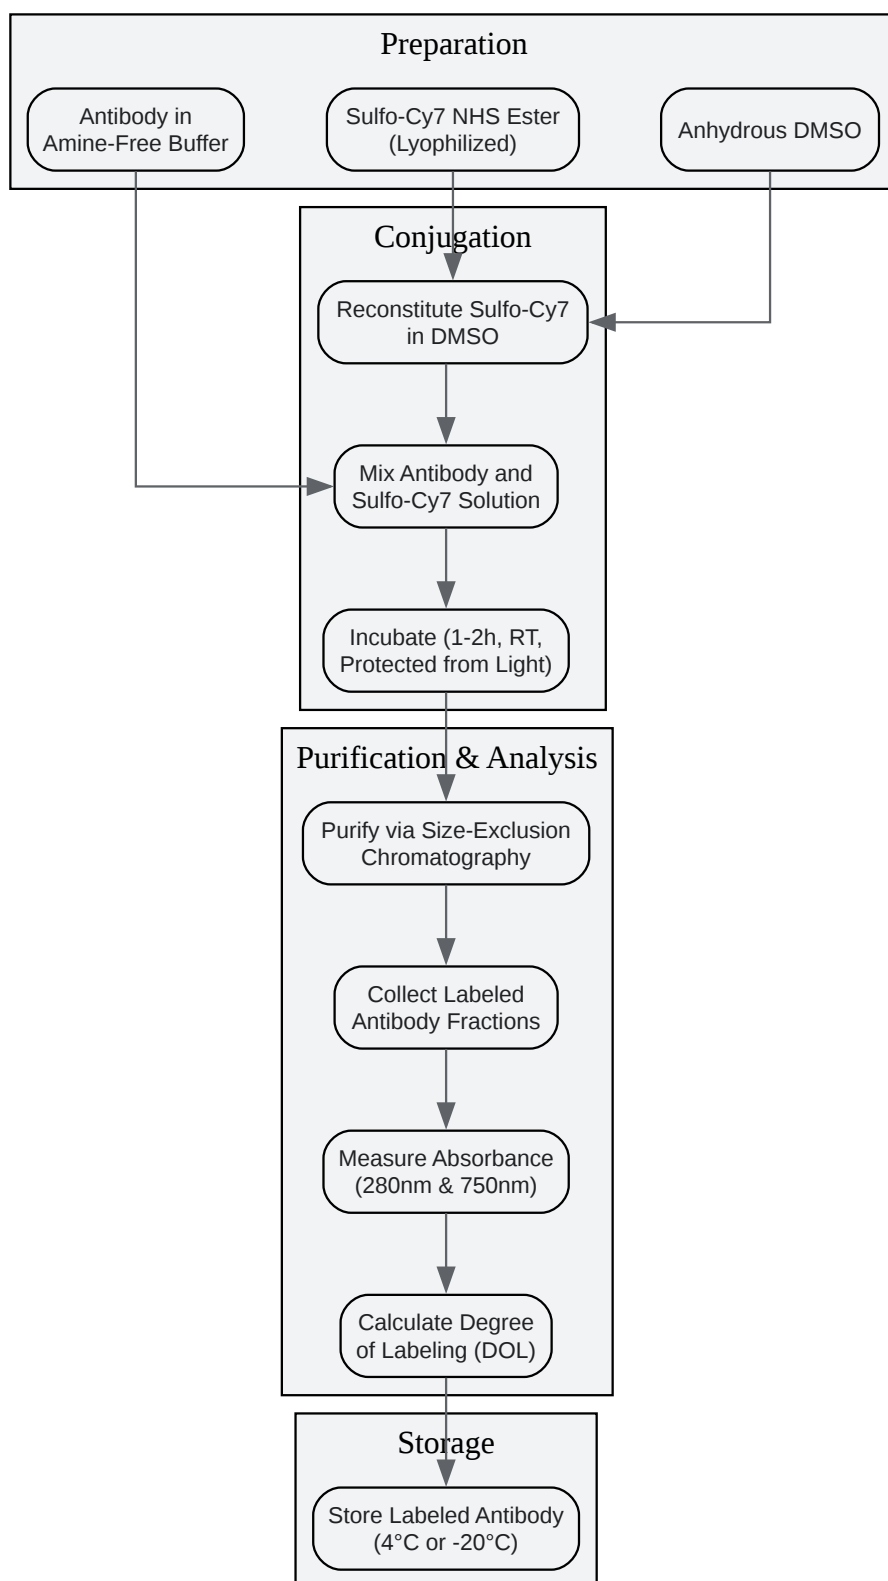 Preparation
Antibody in
Amine-Free Buffer
Sulfo-Cy7 NHS Ester
(Lyophilized)
Anhydrous DMSO
Conjugation
Reconstitute Sulfo-Cy7
in DMSO
Mix Antibody and
Sulfo-Cy7 Solution
Incubate (1-2h, RT,
Protected from Light)
Purification & Analysis
Purify via Size-Exclusion
Chromatography
Collect Labeled
Antibody Fractions
Measure Absorbance
(280nm & 750nm)
Calculate Degree
of Labeling (DOL)
Storage
Store Labeled Antibody
(4°C or -20°C)